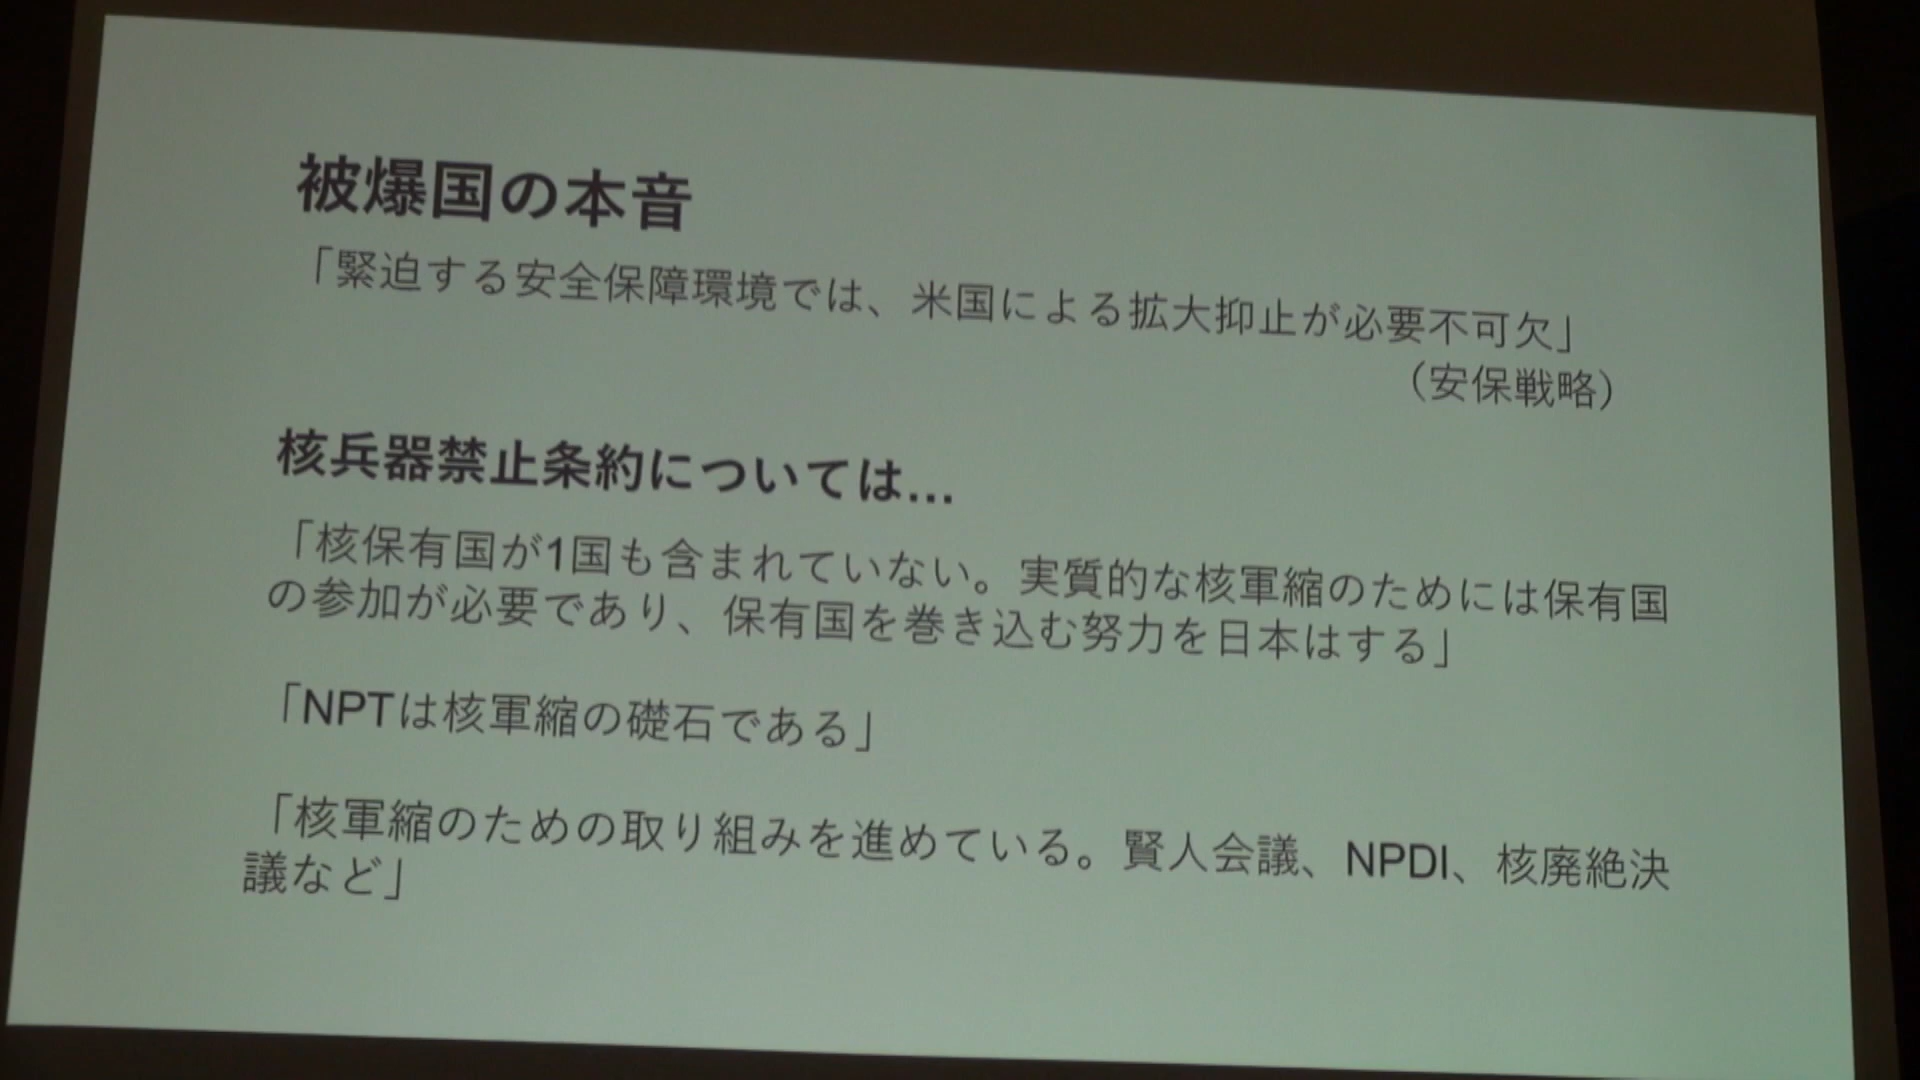 被爆国の本音
「緊迫する安全保障環境では、米国による拡大抑止が必要不可欠」
（安保戦略）
核兵器禁止条約については…
「核保有国が1国も含まれていない。実質的な核軍縮のためには保有国
の参加が必要であり、保有国を巻き込む努力を日本はする」
「NPTは核軍縮の礎石である」
「核軍縮のための取り組みを進めている。賢人会議、NPDI、核廃絶決
議など」